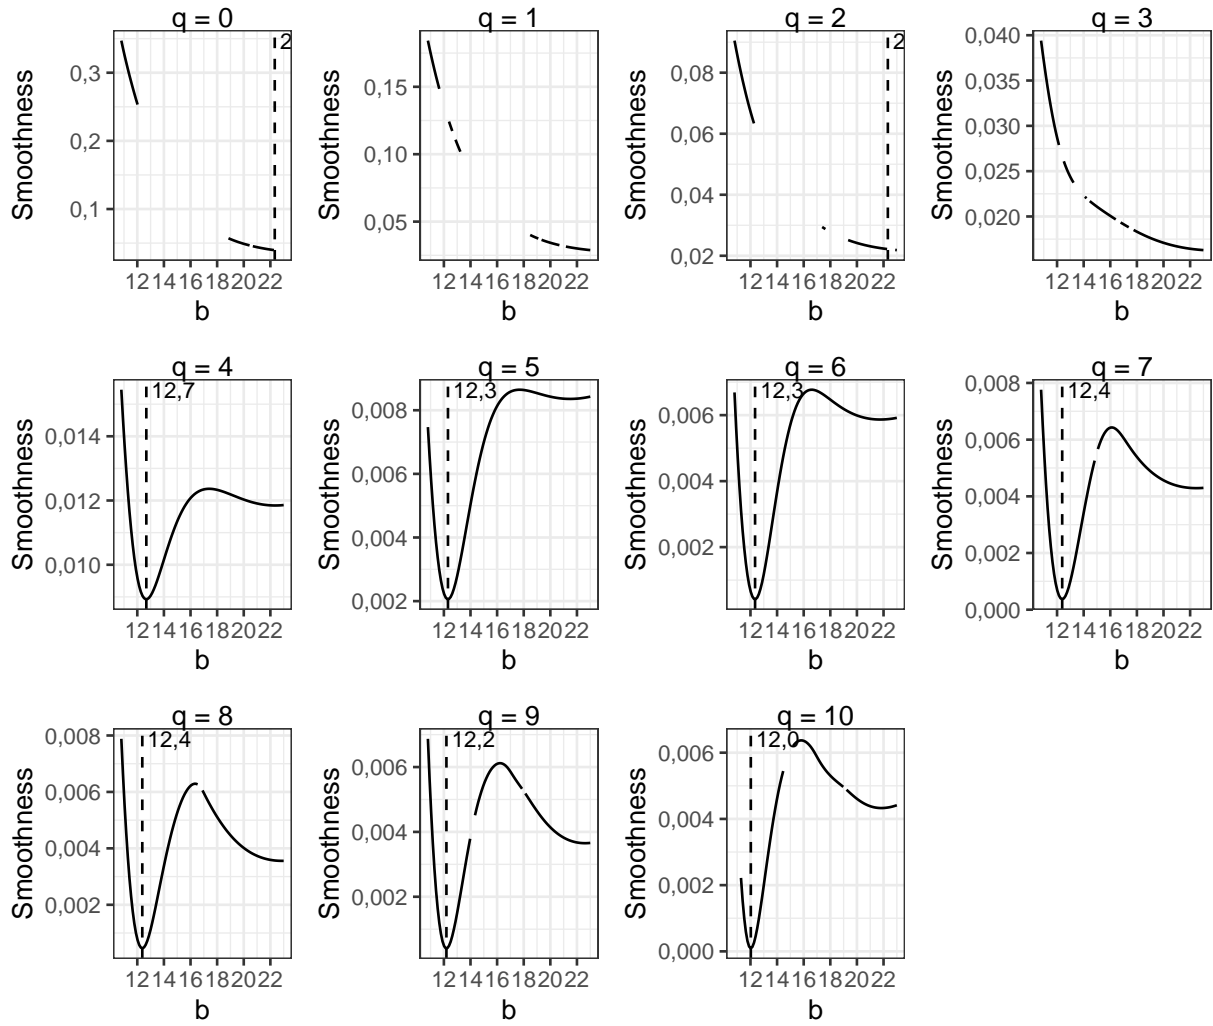 q = 0
q = 1
q = 2
q = 3
Smoothness
0,3
0,2
0,1
2
12 14 16 18 20 22
b
Smoothness
0,15
0,10
0,05
12 14 16 18 20 22
b
Smoothness
0,08
0,06
0,04
0,02
2
12 14 16 18 20 22
b
Smoothness
0,040
0,035
0,030
0,025
0,020
12 14 16 18 20 22
b
q = 4
q = 5
q = 6
q = 7
Smoothness
0,014
0,012
0,010
12,7
12 14 16 18 20 22
b
Smoothness
0,008
0,006
0,004
0,002
12,3
12 14 16 18 20 22
b
Smoothness
0,006
0,004
0,002
12,3
12 14 16 18 20 22
b
Smoothness
0,008
0,006
0,004
0,002
0,000
12,4
12 14 16 18 20 22
b
q = 8
q = 9
q = 10
Smoothness
0,008
0,006
0,004
0,002
12,4
12 14 16 18 20 22
b
Smoothness
0,006
0,004
0,002
12,2
12 14 16 18 20 22
b
Smoothness
0,006
0,004
0,002
0,000
12,0
12 14 16 18 20 22
b